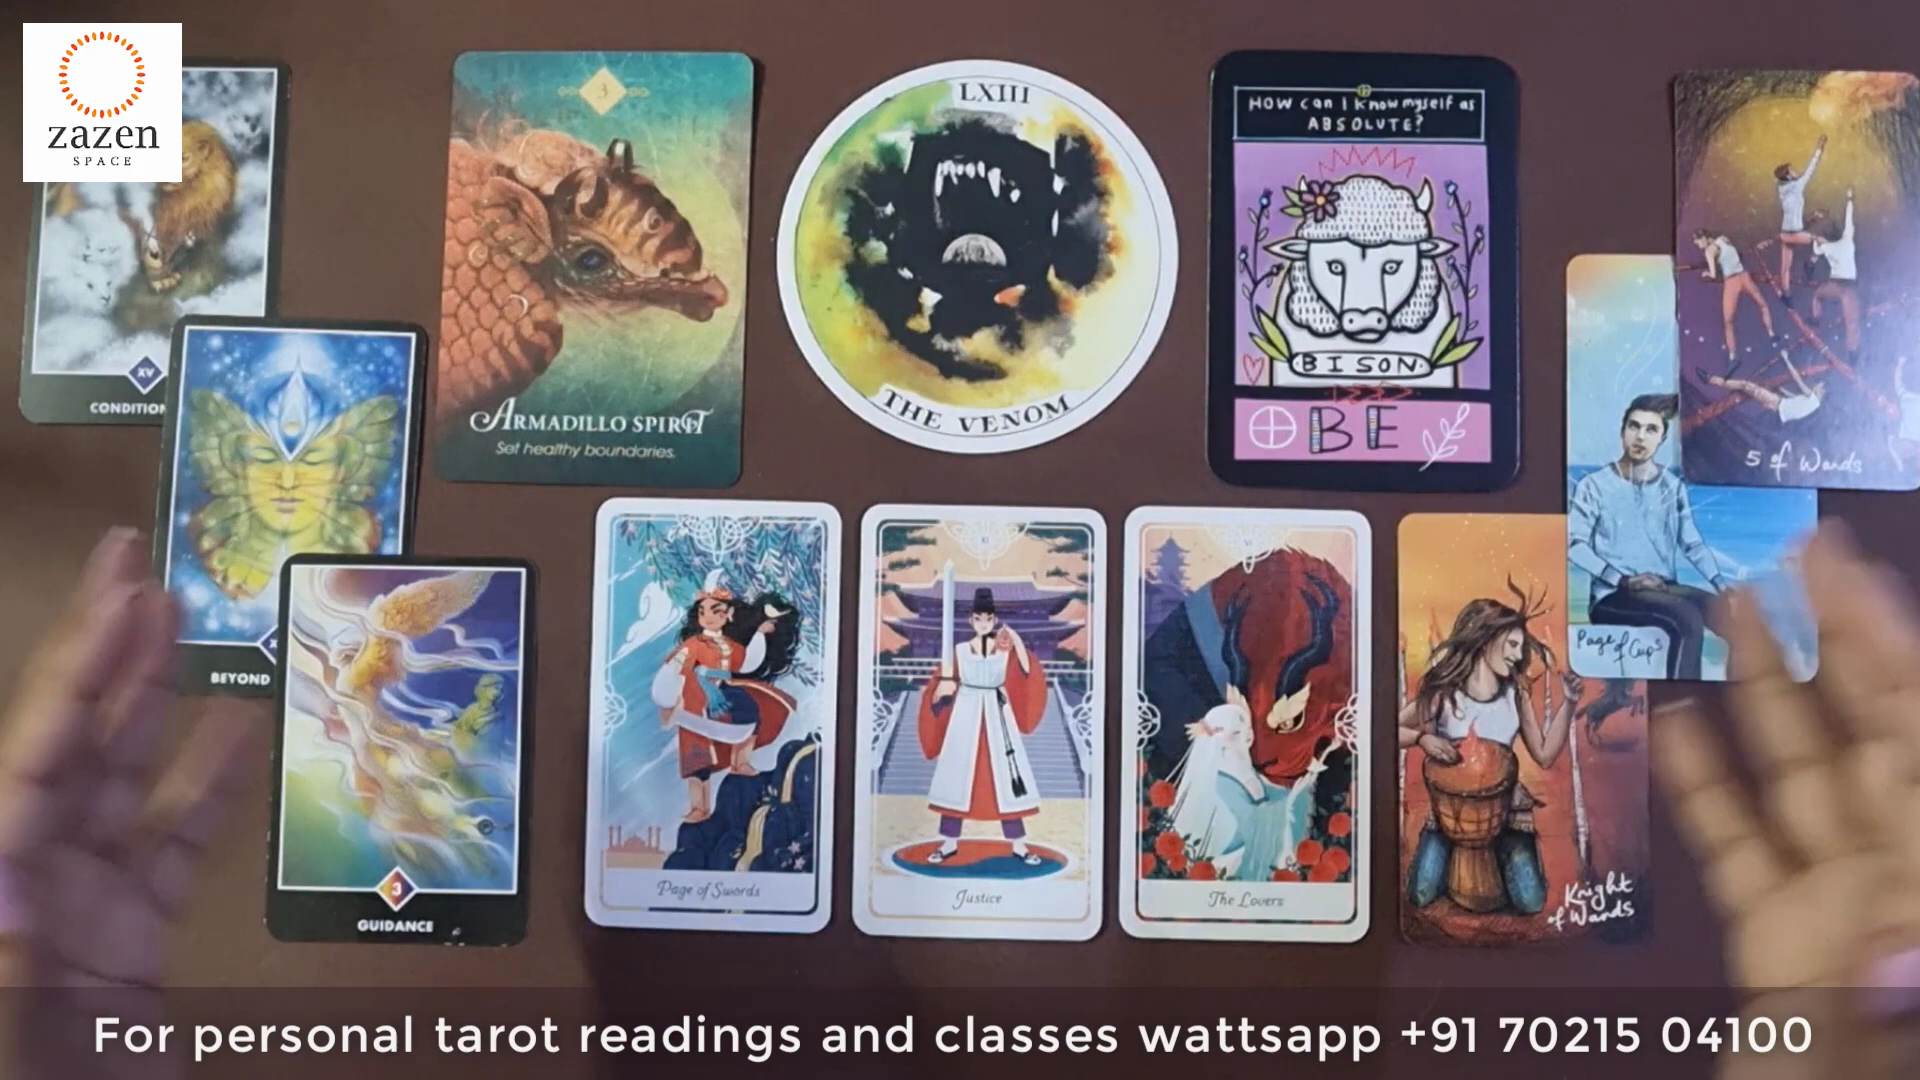 zazen
SPACE
XV
CONDITION
BEYOND
3
GUIDANCE
3
ARMADILLO SPIRIT
Set healthy boundaries.
LXIII
THE VENOM
HOW can I know myself as
ABSOLUTE?
BISON
BE
5 of Wands
Page of Cups
Knight
of Wands
Page of Swords
XI
Justice
VI
The Lovers
For personal tarot readings and classes wattsapp +91 70215 04100